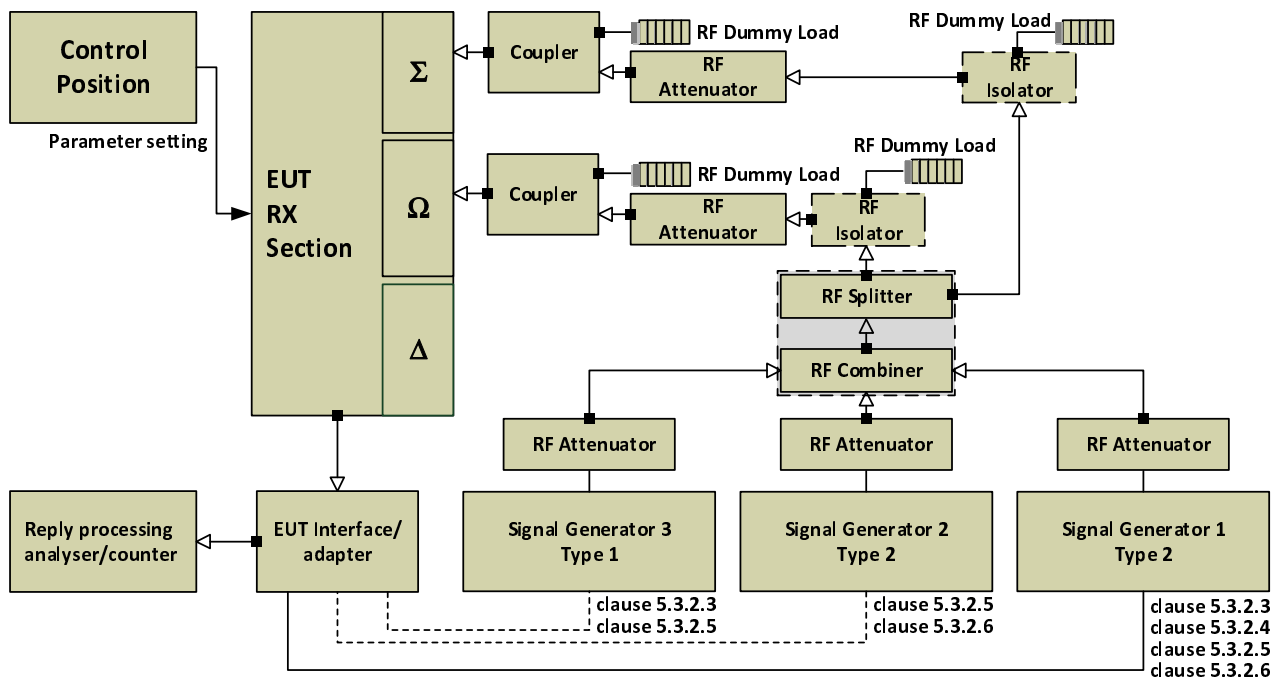 Control
Position
Parameter setting
EUT
RX
Section
Σ
Ω
Δ
Coupler
RF Dummy Load
RF
Attenuator
RF Dummy Load
RF
Isolator
Coupler
RF Dummy Load
RF
Attenuator
RF Dummy Load
RF
Isolator
RF Splitter
RF Combiner
RF Attenuator
RF Attenuator
RF Attenuator
Reply processing
analyser/counter
EUT Interface/
adapter
Signal Generator 3
Type 1
Signal Generator 2
Type 2
Signal Generator 1
Type 2
clause 5.3.2.3
clause 5.3.2.5
clause 5.3.2.5
clause 5.3.2.6
clause 5.3.2.3
clause 5.3.2.4
clause 5.3.2.5
clause 5.3.2.6